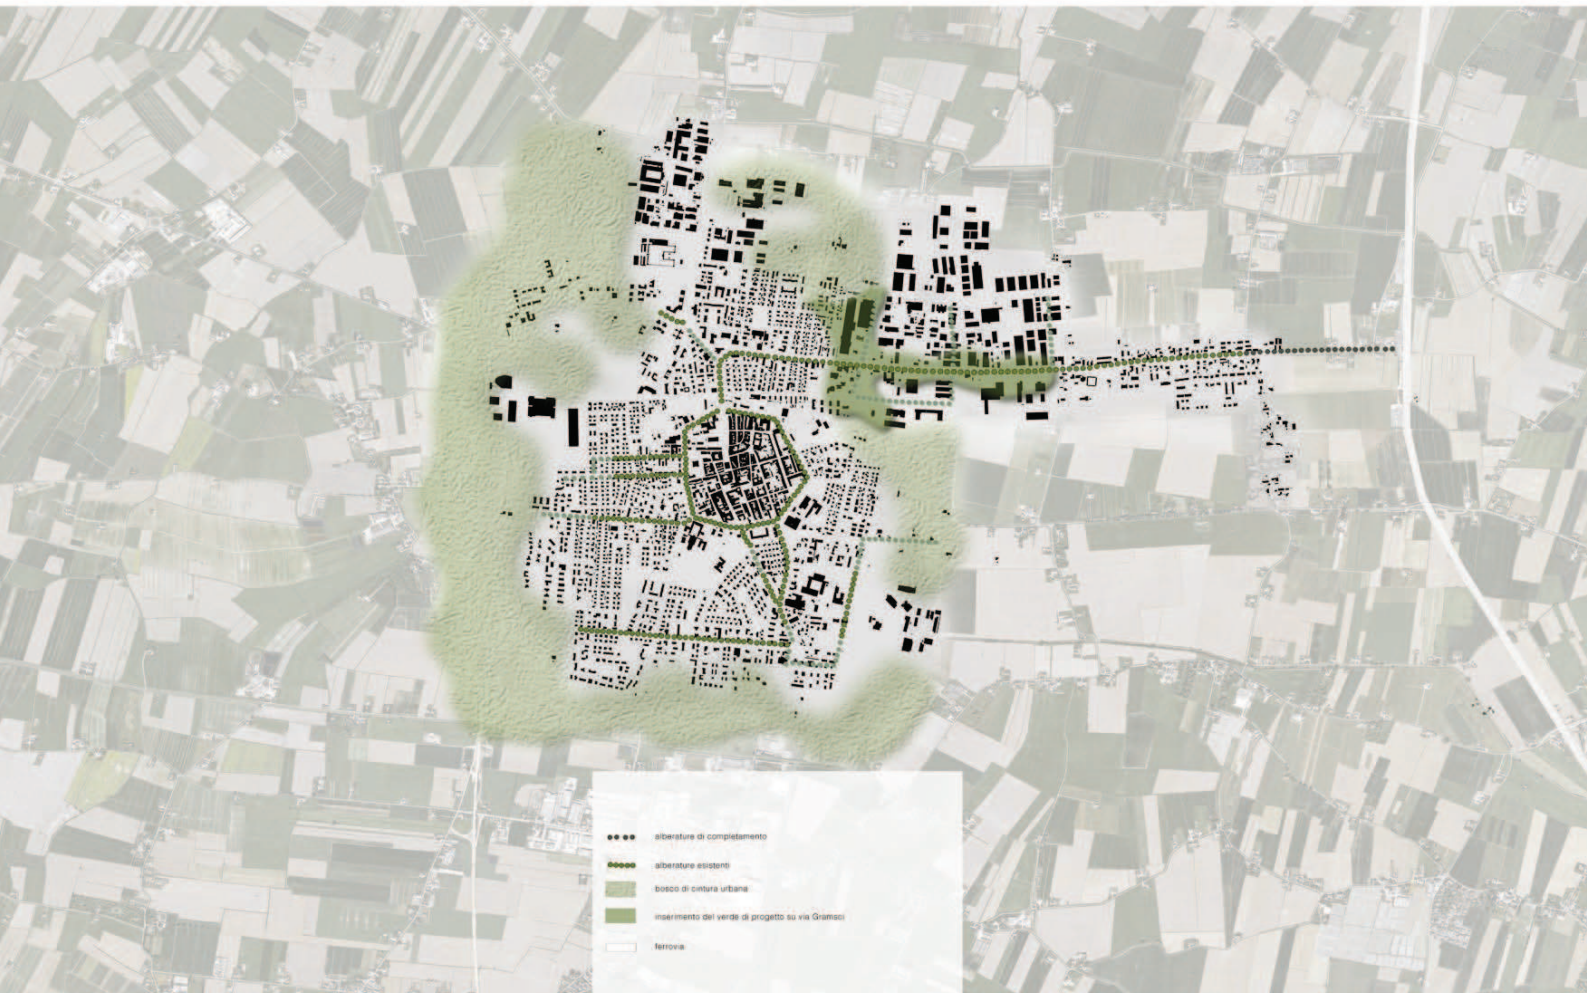 alberature di completamento
alberature esistenti
bosco di cintura urbana
inserimento del verde di progetto su via Gramsci
ferrovia